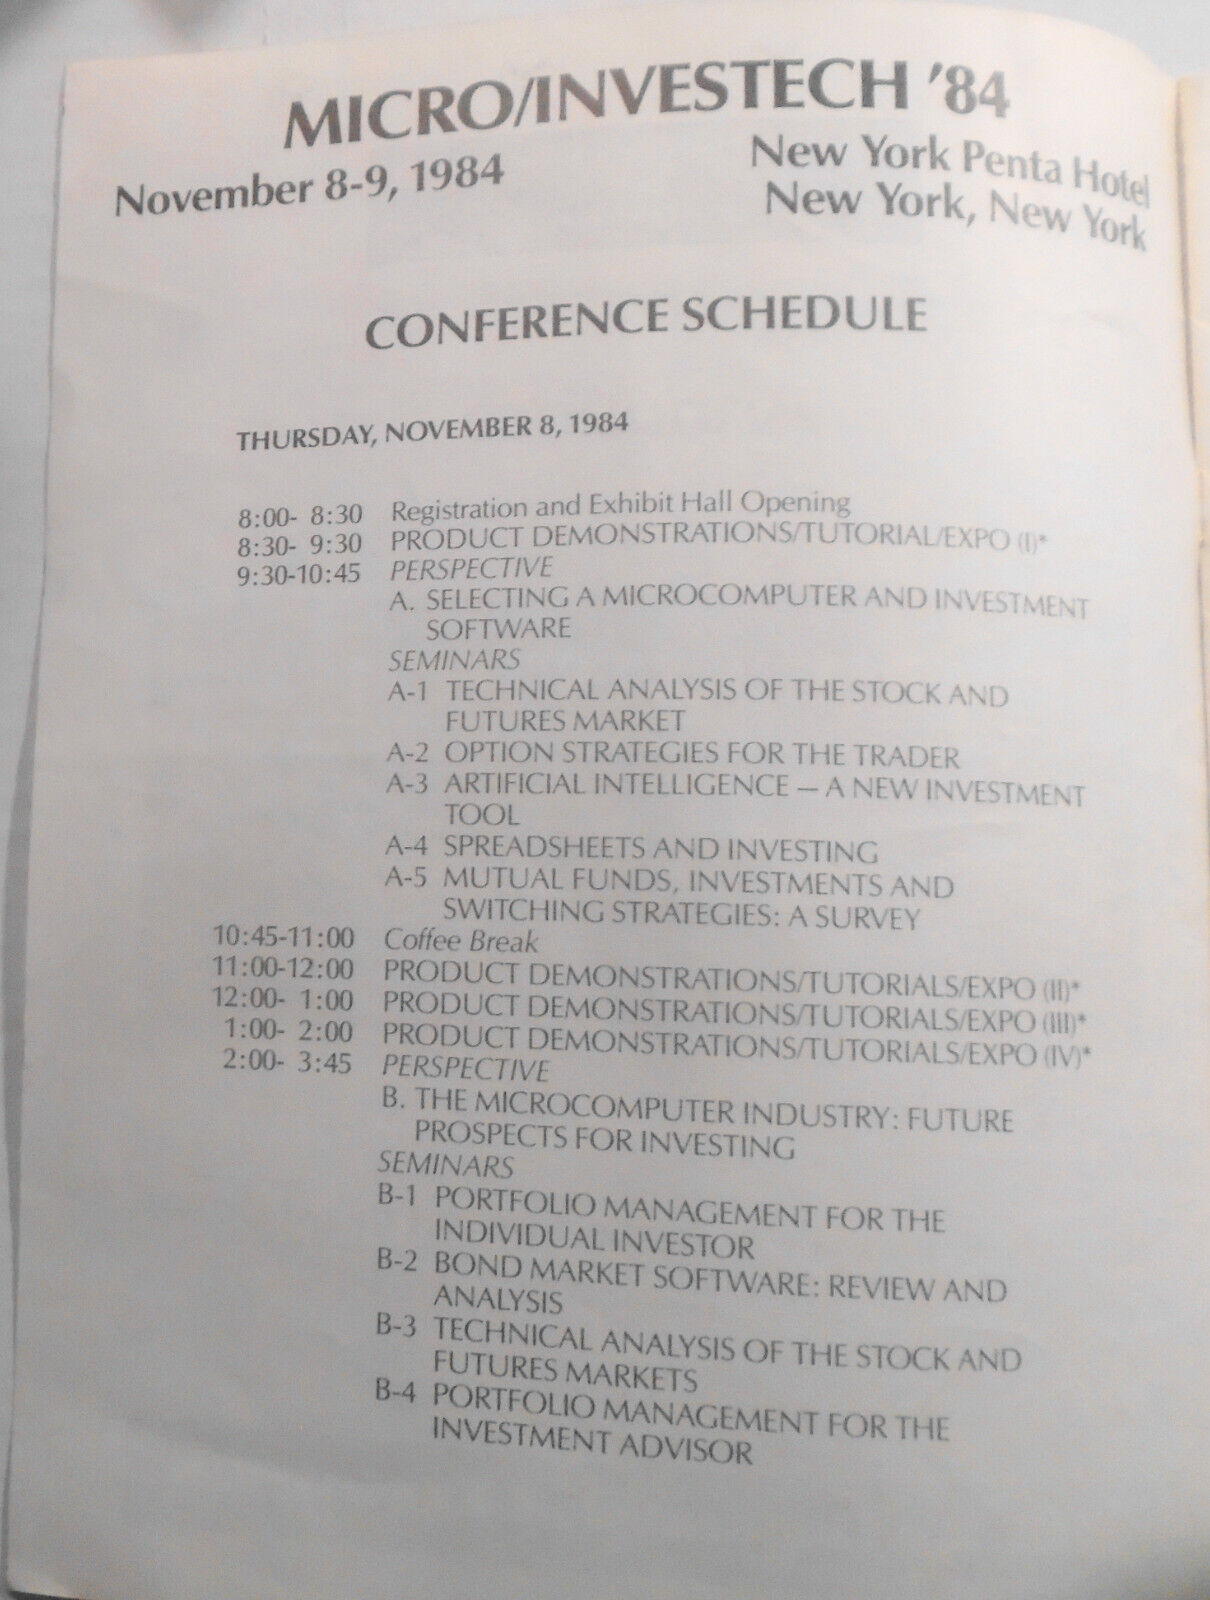 MICRO/INVESTECH '84
November 8-9, 1984
New York Penta Hotel
New York, New York
CONFERENCE SCHEDULE
THURSDAY, NOVEMBER 8, 1984
8:00- 8:30 Registration and Exhibit Hall Opening
8:30- 9:30 PRODUCT DEMONSTRATIONS/TUTORIAL/EXPO (I)*
9:30-10:45 PERSPECTIVE
A. SELECTING A MICROCOMPUTER AND INVESTMENT
SOFTWARE
SEMINARS
A-1 TECHNICAL ANALYSIS OF THE STOCK AND
FUTURES MARKET
A-2 OPTION STRATEGIES FOR THE TRADER
A-3 ARTIFICIAL INTELLIGENCE — A NEW INVESTMENT
TOOL
A-4 SPREADSHEETS AND INVESTING
A-5 MUTUAL FUNDS, INVESTMENTS AND
SWITCHING STRATEGIES: A SURVEY
10:45-11:00 Coffee Break
11:00-12:00 PRODUCT DEMONSTRATIONS/TUTORIALS/EXPO (II)*
12:00- 1:00 PRODUCT DEMONSTRATIONS/TUTORIALS/EXPO (III)*
1:00- 2:00 PRODUCT DEMONSTRATIONS/TUTORIALS/EXPO (IV)*
2:00- 3:45 PERSPECTIVE
B. THE MICROCOMPUTER INDUSTRY: FUTURE
PROSPECTS FOR INVESTING
SEMINARS
B-1 PORTFOLIO MANAGEMENT FOR THE
INDIVIDUAL INVESTOR
B-2 BOND MARKET SOFTWARE: REVIEW AND
ANALYSIS
B-3 TECHNICAL ANALYSIS OF THE STOCK AND
FUTURES MARKETS
B-4 PORTFOLIO MANAGEMENT FOR THE
INVESTMENT ADVISOR